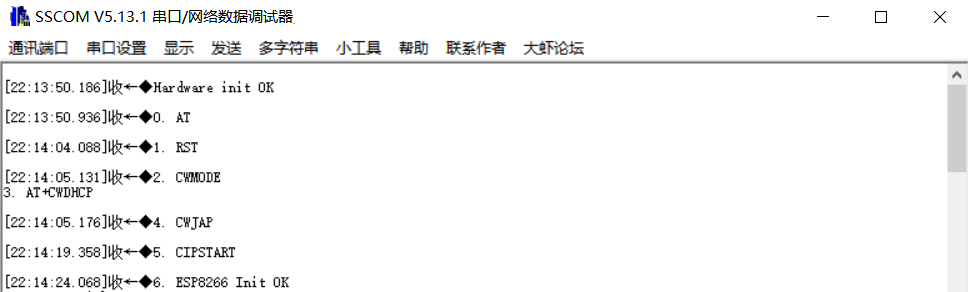 SSCOM V5.13.1 串口/网络数据调试器
通讯端口 串口设置 显示 发送 多字符串 小工具 帮助 联系作者 大虾论坛
[22:13:50.186]收←◆Hardware init OK
[22:13:50.936]收←◆0. AT
[22:14:04.088]收←◆1. RST
[22:14:05.131]收←◆2. CWMODE
3. AT+CWDHCP
[22:14:05.176]收←◆4. CWJAP
[22:14:19.358]收←◆5. CIPSTART
[22:14:24.068]收←◆6. ESP8266 Init OK